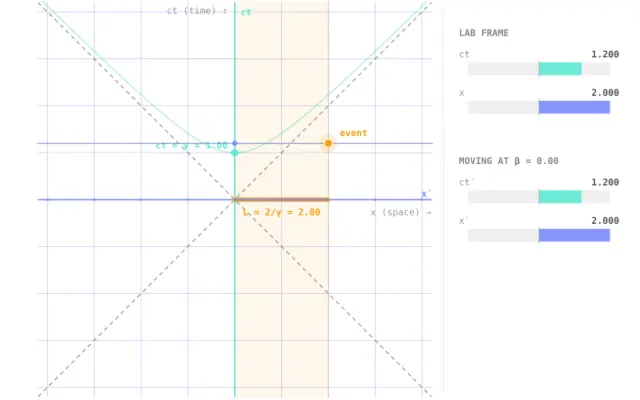 ct (time) ↑
ct′
LAB FRAME
ct
1.200
x
2.000
event
ct = γ = 1.00
MOVING AT β = 0.00
ct′
1.200
x′
L = 2/γ = 2.00
x (space) →
x′
2.000